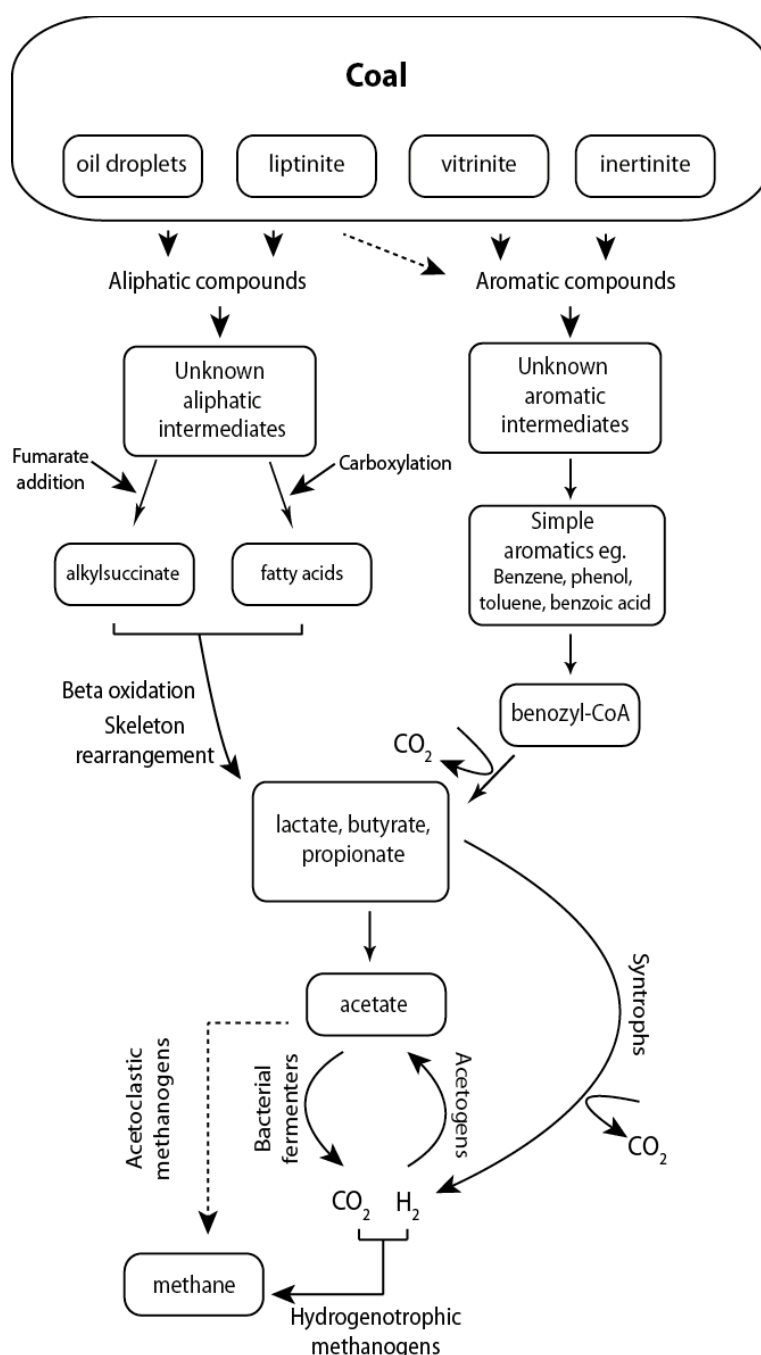 Coal
oil droplets
liptinite
vitrinite
inertinite
Aliphatic compounds
Aromatic compounds
Unknown
aliphatic
intermediates
Unknown
aromatic
intermediates
Fumarate
addition
Carboxylation
alkylsuccinate
fatty acids
Simple
aromatics eg.
Benzene, phenol,
toluene, benzoic acid
Beta oxidation
Skeleton
rearrangement
benozyl-CoA
CO₂
lactate, butyrate,
propionate
acetate
Syntrophs
Acetoclastic
methanogens
Bacterial
fermenters
Acetogens
CO₂
CO₂ H₂
methane
Hydrogenotrophic
methanogens